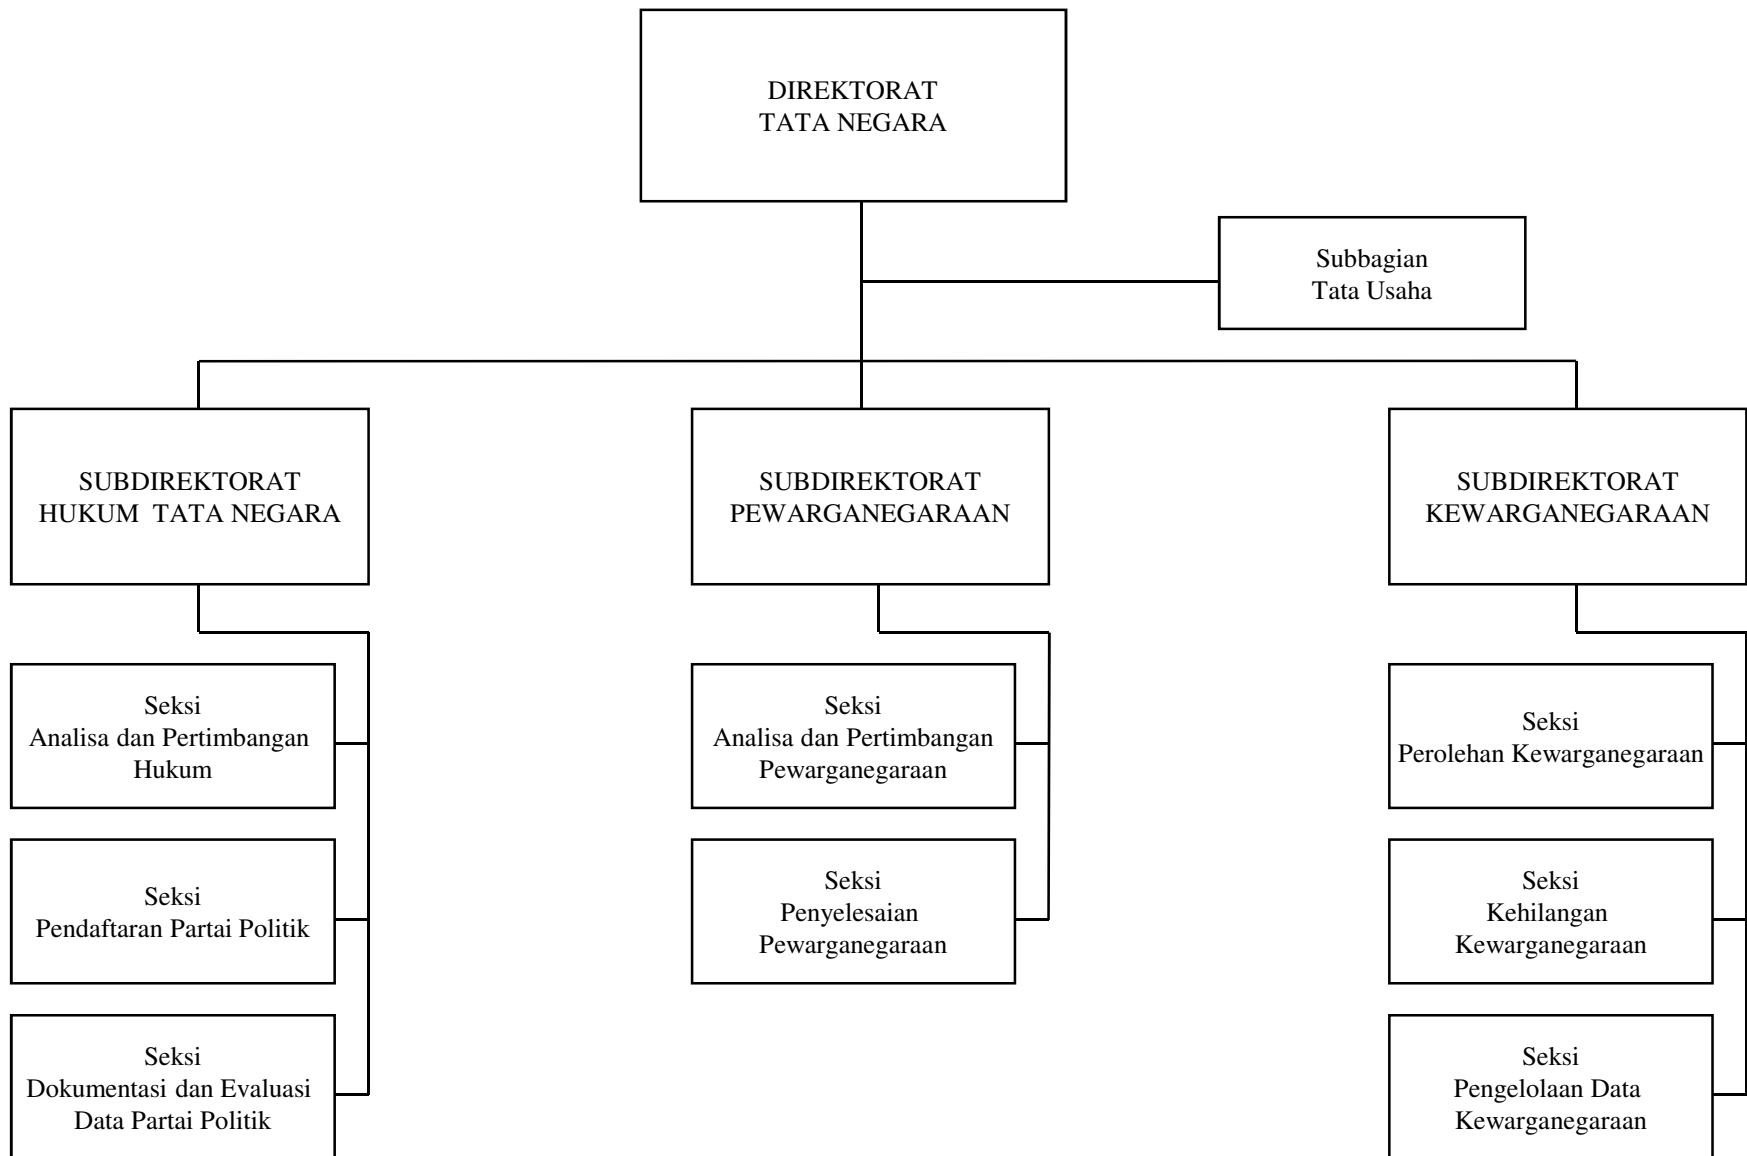 DIREKTORAT
TATA NEGARA
Subbagian
Tata Usaha
SUBDIREKTORAT
HUKUM TATA NEGARA
SUBDIREKTORAT
PEWARGANEGARAAN
SUBDIREKTORAT
KEWARGANEGARAAN
Seksi
Analisa dan Pertimbangan
Hukum
Seksi
Analisa dan Pertimbangan
Pewarganegaraan
Seksi
Perolehan Kewarganegaraan
Seksi
Pendaftaran Partai Politik
Seksi
Penyelesaian
Pewarganegaraan
Seksi
Kehilangan
Kewarganegaraan
Seksi
Dokumentasi dan Evaluasi
Data Partai Politik
Seksi
Pengelolaan Data
Kewarganegaraan